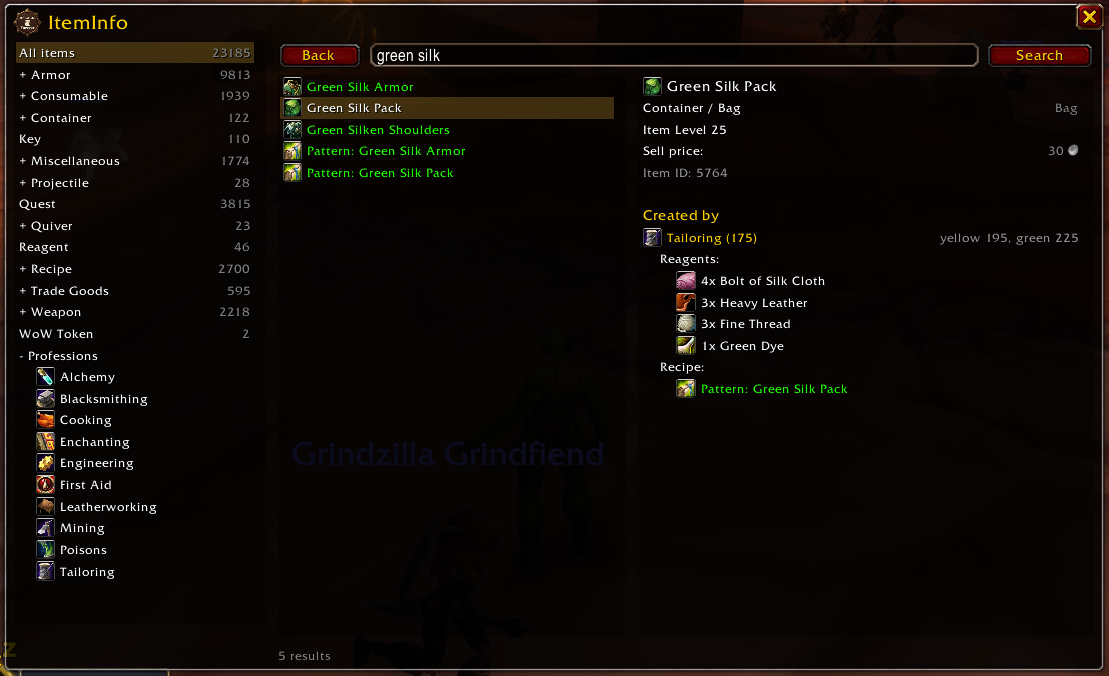 ItemInfo
All items 23185
+ Armor 9813
+ Consumable 1939
+ Container 122
Key 110
+ Miscellaneous 1774
+ Projectile 28
Quest 3815
+ Quiver 23
Reagent 46
+ Recipe 2700
+ Trade Goods 595
+ Weapon 2218
WoW Token 2
- Professions
Alchemy
Blacksmithing
Cooking
Enchanting
Engineering
First Aid
Leatherworking
Mining
Poisons
Tailoring
Back
green silk
Search
Green Silk Armor
Green Silk Pack
Green Silken Shoulders
Pattern: Green Silk Armor
Pattern: Green Silk Pack
Grindzilla Grindfiend
5 results
Green Silk Pack
Container / Bag Bag
Item Level 25
Sell price: 30
Item ID: 5764
Created by
Tailoring (175) yellow 195, green 225
Reagents:
4x Bolt of Silk Cloth
3x Heavy Leather
3x Fine Thread
1x Green Dye
Recipe:
Pattern: Green Silk Pack